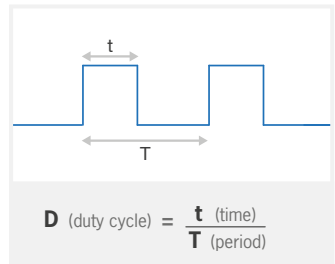 t
T
D (duty cycle) = t (time)
T (period)